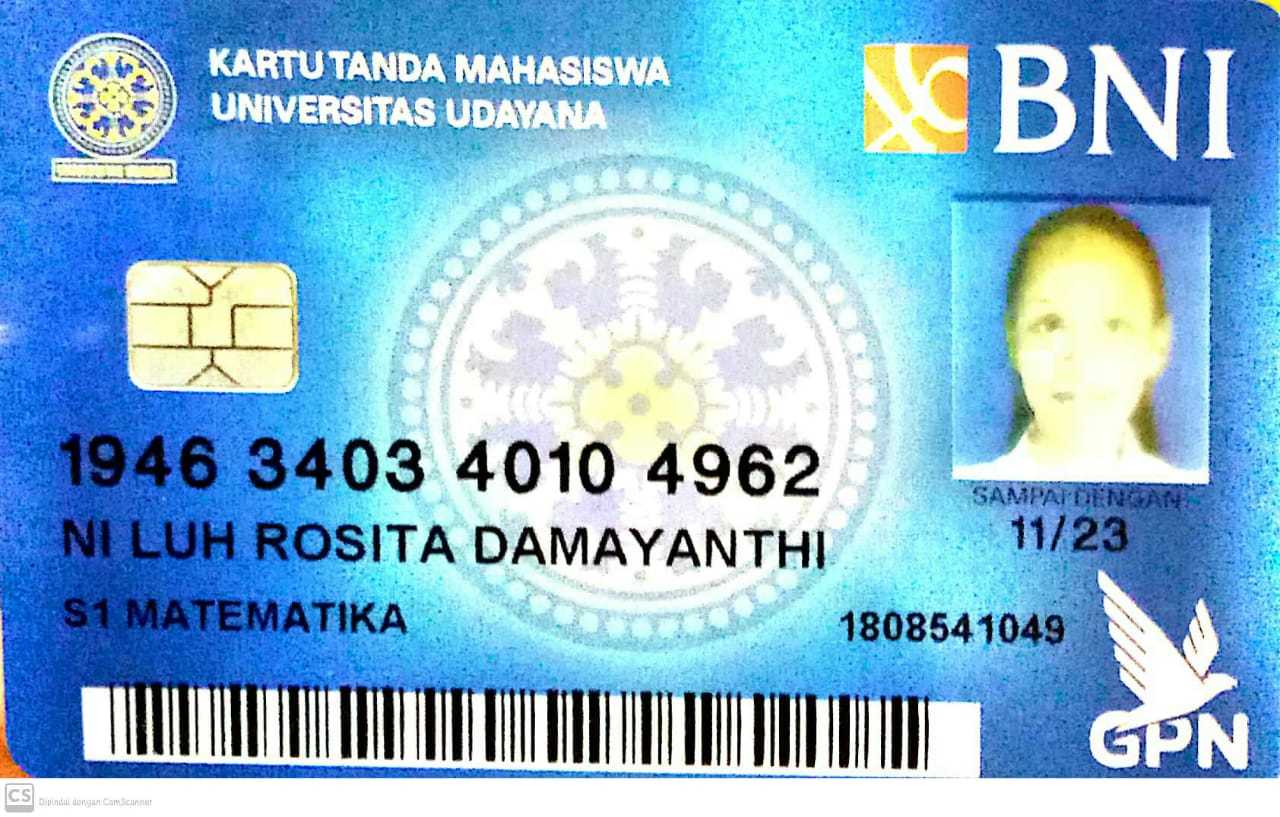 KARTU TANDA MAHASISWA
UNIVERSITAS UDAYANA
BNI
1946 3403 4010 4962
SAMPAI DENGAN
11/23
NI LUH ROSITA DAMAYANTHI
S1 MATEMATIKA
1808541049
GPN
CS Dipindai dengan CamScanner